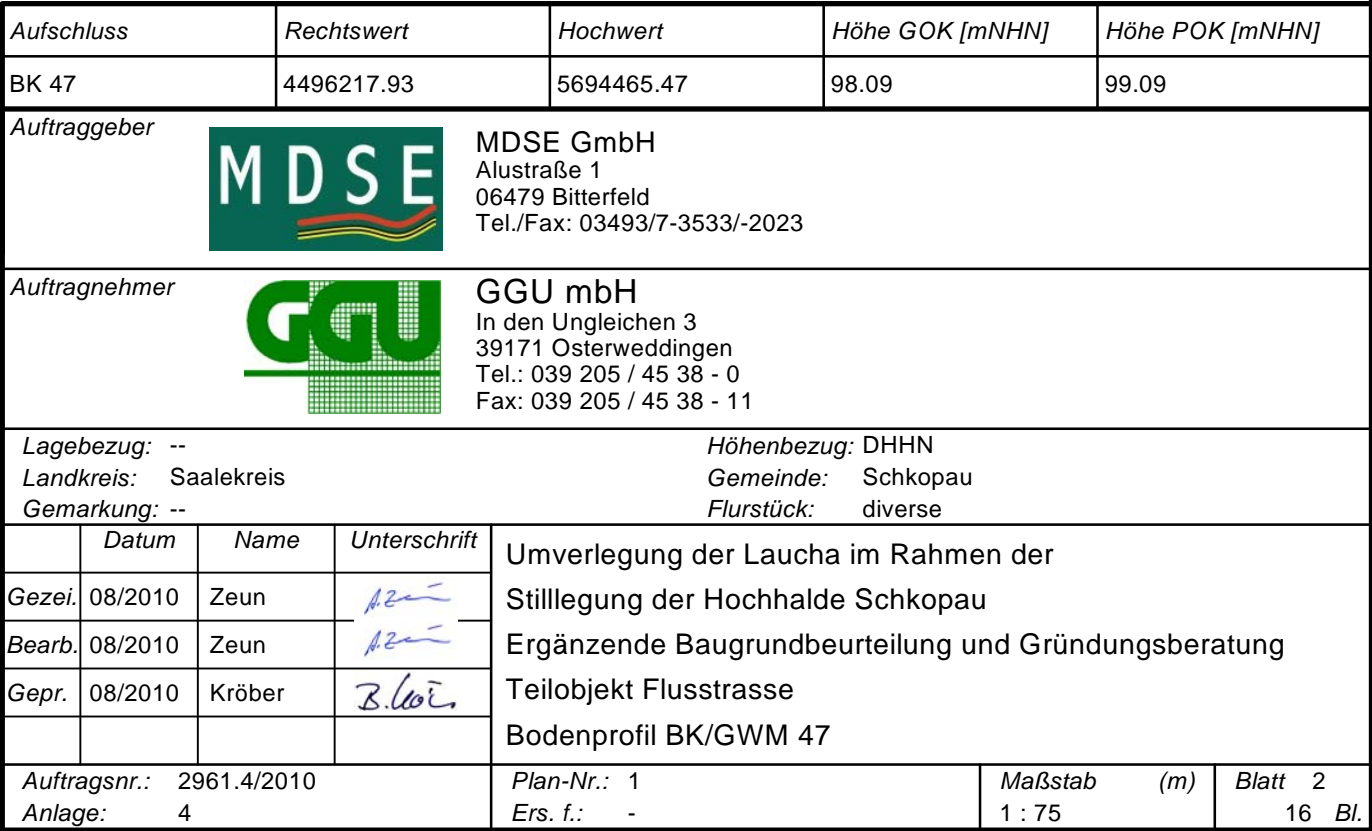 Aufschluss Rechtswert Hochwert Höhe GOK [mNHN] Höhe POK [mNHN]
BK 47 4496217.93 5694465.47 98.09 99.09
Auftraggeber
MDSE
MDSE GmbH
Alustraße 1
06479 Bitterfeld
Tel./Fax: 03493/7-3533/-2023
Auftragnehmer
GGU
GGU mbH
In den Ungleichen 3
39171 Osterweddingen
Tel.: 039 205 / 45 38 - 0
Fax: 039 205 / 45 38 - 11
Lagebezug: -- Höhenbezug: DHHN
Landkreis: Saalekreis Gemeinde: Schkopau
Gemarkung: -- Flurstück: diverse
Datum Name Unterschrift
Gezei. 08/2010 Zeun
Bearb. 08/2010 Zeun
Gepr. 08/2010 Kröber
Umverlegung der Laucha im Rahmen der
Stilllegung der Hochhalde Schkopau
Ergänzende Baugrundbeurteilung und Gründungsberatung
Teilobjekt Flusstrasse
Bodenprofil BK/GWM 47
Auftragsnr.: 2961.4/2010 Plan-Nr.: 1 Maßstab (m) Blatt 2
Anlage: 4 Ers. f.: - 1 : 75 16 Bl.